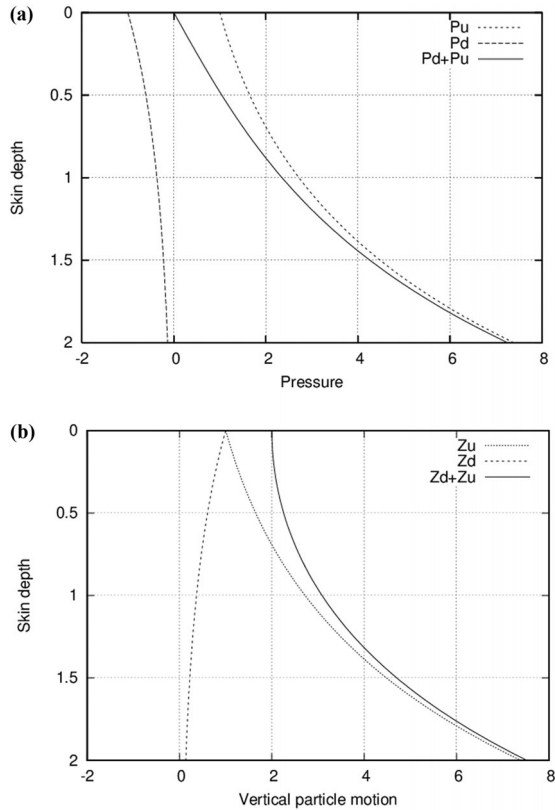 (a)
Pu
Pd
Pd+Pu
Skin depth
0
0.5
1
1.5
2
-2 0 2 4 6 8
Pressure
(b)
Zu
Zd
Zd+Zu
Skin depth
0
0.5
1
1.5
2
-2 0 2 4 6 8
Vertical particle motion